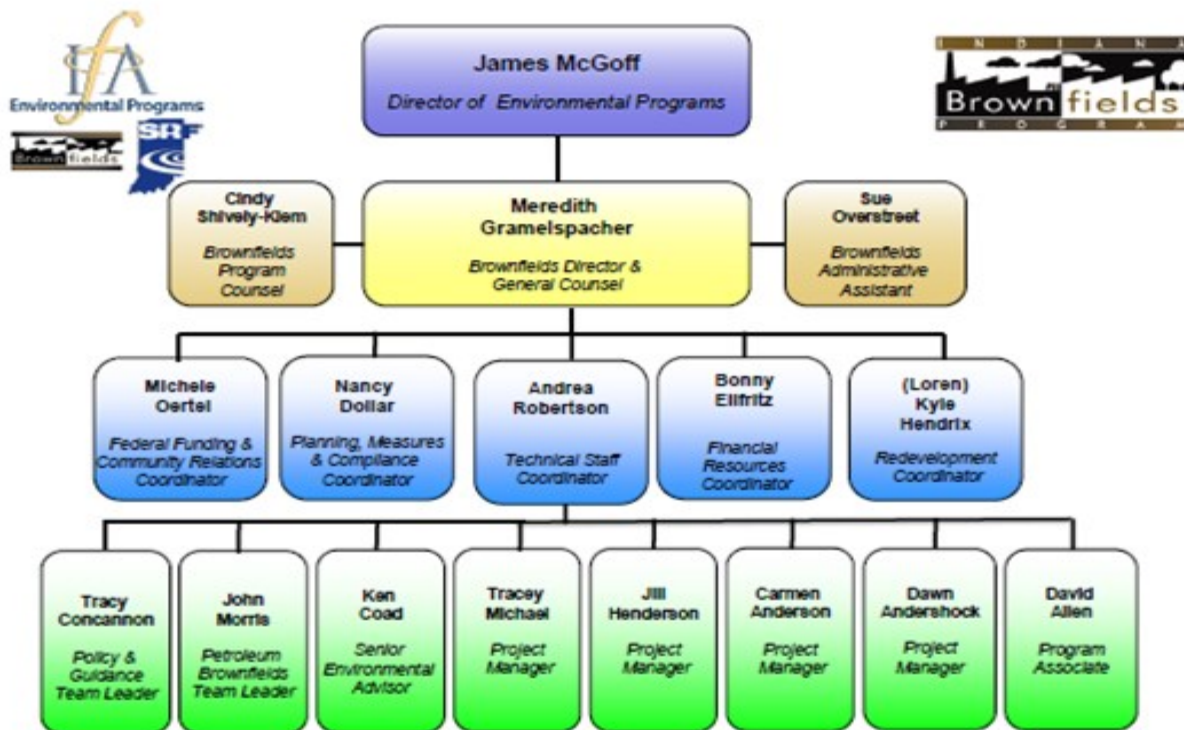 IfA
Environmental Programs
Brownfields
SRF
James McGoff
Director of Environmental Programs
INDIANA
Brownfields
PROGRAM
Cindy
Shively-Klem
Brownfields
Program
Counsel
Meredith
Gramelspacher
Brownfields Director &
General Counsel
Sue
Overstreet
Brownfields
Administrative
Assistant
Michele
Oertel
Federal Funding &
Community Relations
Coordinator
Nancy
Dollar
Planning, Measures
& Compliance
Coordinator
Andrea
Robertson
Technical Staff
Coordinator
Bonny
Elifritz
Financial
Resources
Coordinator
(Loren)
Kyle
Hendrix
Redevelopment
Coordinator
Tracy
Concannon
Policy &
Guidance
Team Leader
John
Morris
Petroleum
Brownfields
Team Leader
Ken
Coad
Senior
Environmental
Advisor
Tracey
Michael
Project
Manager
Jill
Henderson
Project
Manager
Carmen
Anderson
Project
Manager
Dawn
Andershock
Project
Manager
David
Allen
Program
Associate